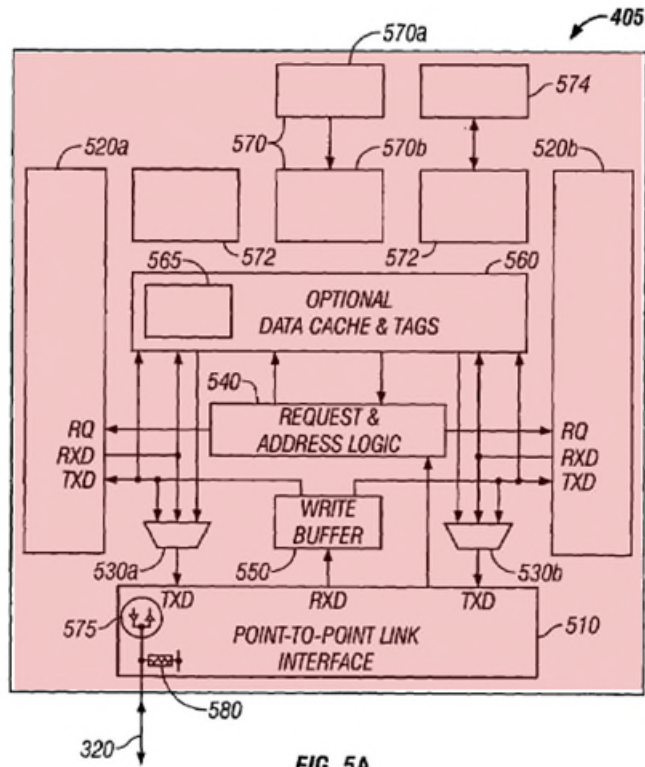 405
570a
574
520a
570
570b
520b
572
572
565
560
OPTIONAL
DATA CACHE & TAGS
540
REQUEST &
ADDRESS LOGIC
RQ
RXD
TXD
RQ
RXD
TXD
WRITE
BUFFER
530a
550
530b
TXD
RXD
TXD
575
510
POINT-TO-POINT LINK
INTERFACE
580
320
FIG. 5A